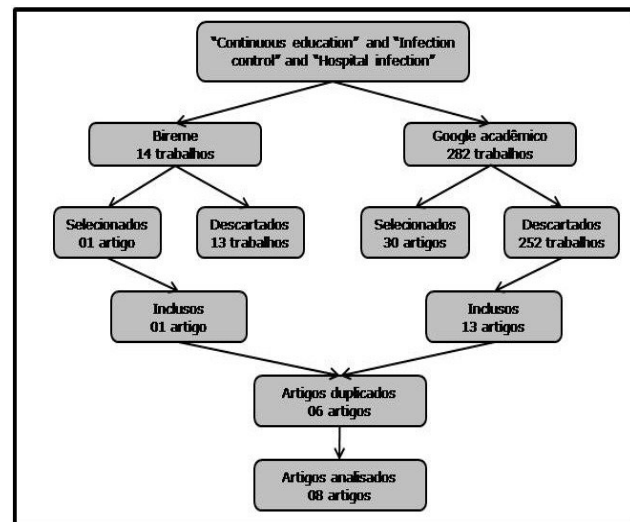 "Continuous education" and "Infection
control" and "Hospital infection"
Bireme
14 trabalhos
Google acadêmico
282 trabalhos
Selecionados
01 artigo
Descartados
13 trabalhos
Selecionados
30 artigos
Descartados
252 trabalhos
Inclusos
01 artigo
Inclusos
13 artigos
Artigos duplicados
06 artigos
Artigos analisados
08 artigos